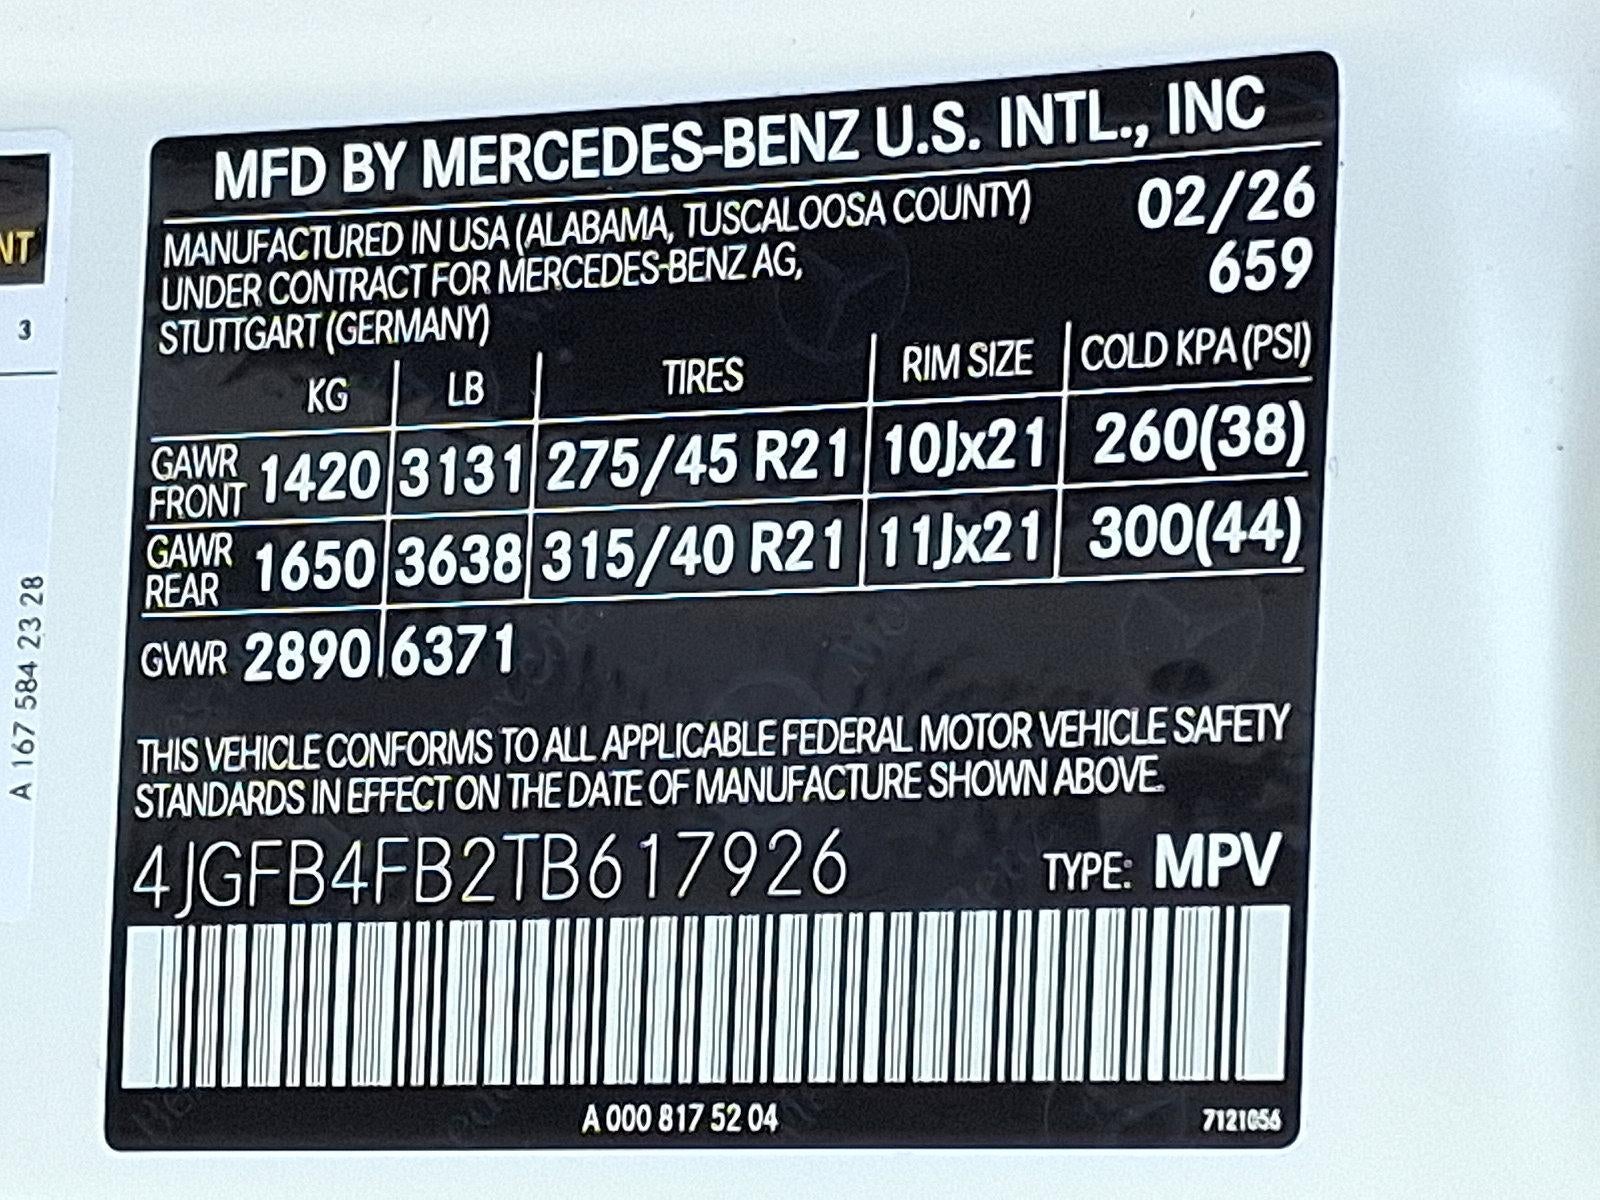 MFD BY MERCEDES-BENZ U.S. INTL., INC
MANUFACTURED IN USA (ALABAMA, TUSCALOOSA COUNTY) 02/26
UNDER CONTRACT FOR MERCEDES-BENZ AG, 659
STUTTGART (GERMANY)
KG LB TIRES RIM SIZE COLD KPA (PSI)
GAWR FRONT 1420 3131 275/45 R21 10Jx21 260(38)
GAWR REAR 1650 3638 315/40 R21 11Jx21 300(44)
GVWR 2890 6371
THIS VEHICLE CONFORMS TO ALL APPLICABLE FEDERAL MOTOR VEHICLE SAFETY
STANDARDS IN EFFECT ON THE DATE OF MANUFACTURE SHOWN ABOVE.
4JGFB4FB2TB617926 TYPE: MPV
A 000 817 52 04 7121056
NT
3
A 167 584 23 28